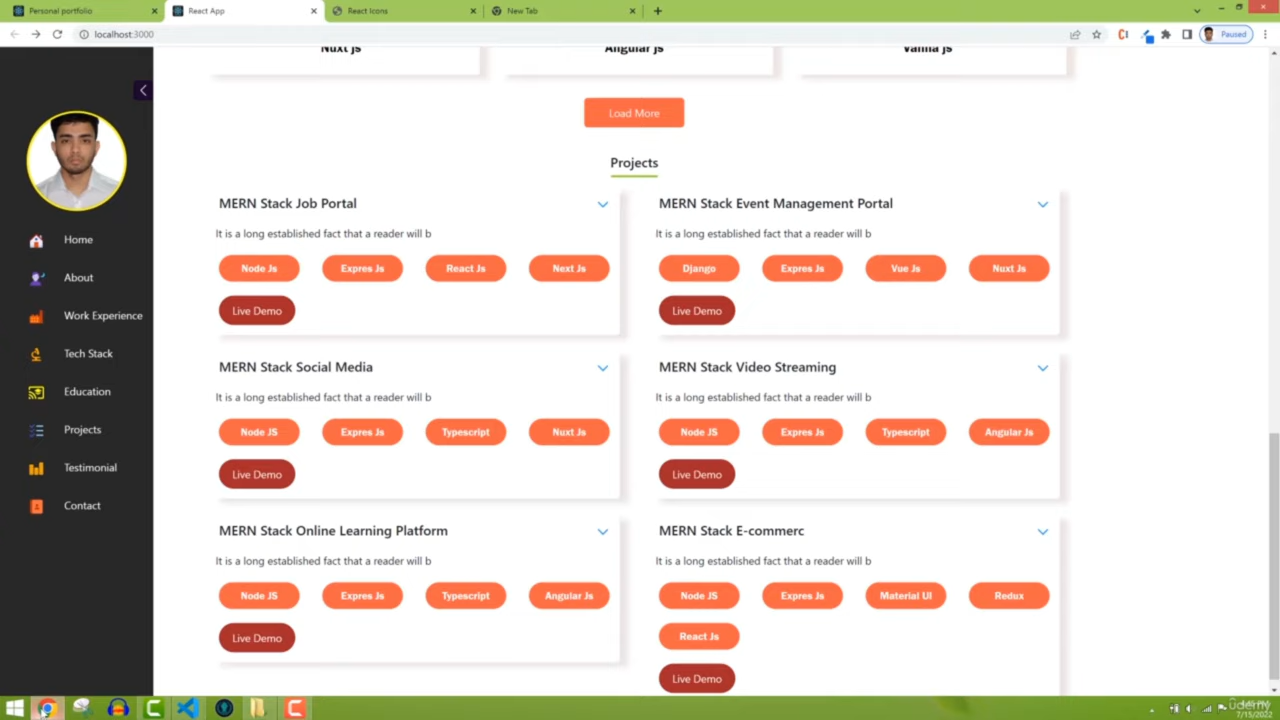 Personal portfolio
React App
React Icons
New Tab
localhost:3000
Paused
Nuxt js
Angular js
Vanila js
Load More
Projects
Home
About
Work Experience
Tech Stack
Education
Projects
Testimonial
Contact
MERN Stack Job Portal
It is a long established fact that a reader will b
Node Js Expres Js React Js Next Js
Live Demo
MERN Stack Event Management Portal
It is a long established fact that a reader will b
Django Expres Js Vue Js Nuxt Js
Live Demo
MERN Stack Social Media
It is a long established fact that a reader will b
Node JS Expres Js Typescript Nuxt Js
Live Demo
MERN Stack Video Streaming
It is a long established fact that a reader will b
Node JS Expres Js Typescript Angular Js
Live Demo
MERN Stack Online Learning Platform
It is a long established fact that a reader will b
Node JS Expres Js Typescript Angular Js
Live Demo
MERN Stack E-commerc
It is a long established fact that a reader will b
Node JS Expres Js Material UI Redux
React Js
Live Demo
udemy
7/15/2022